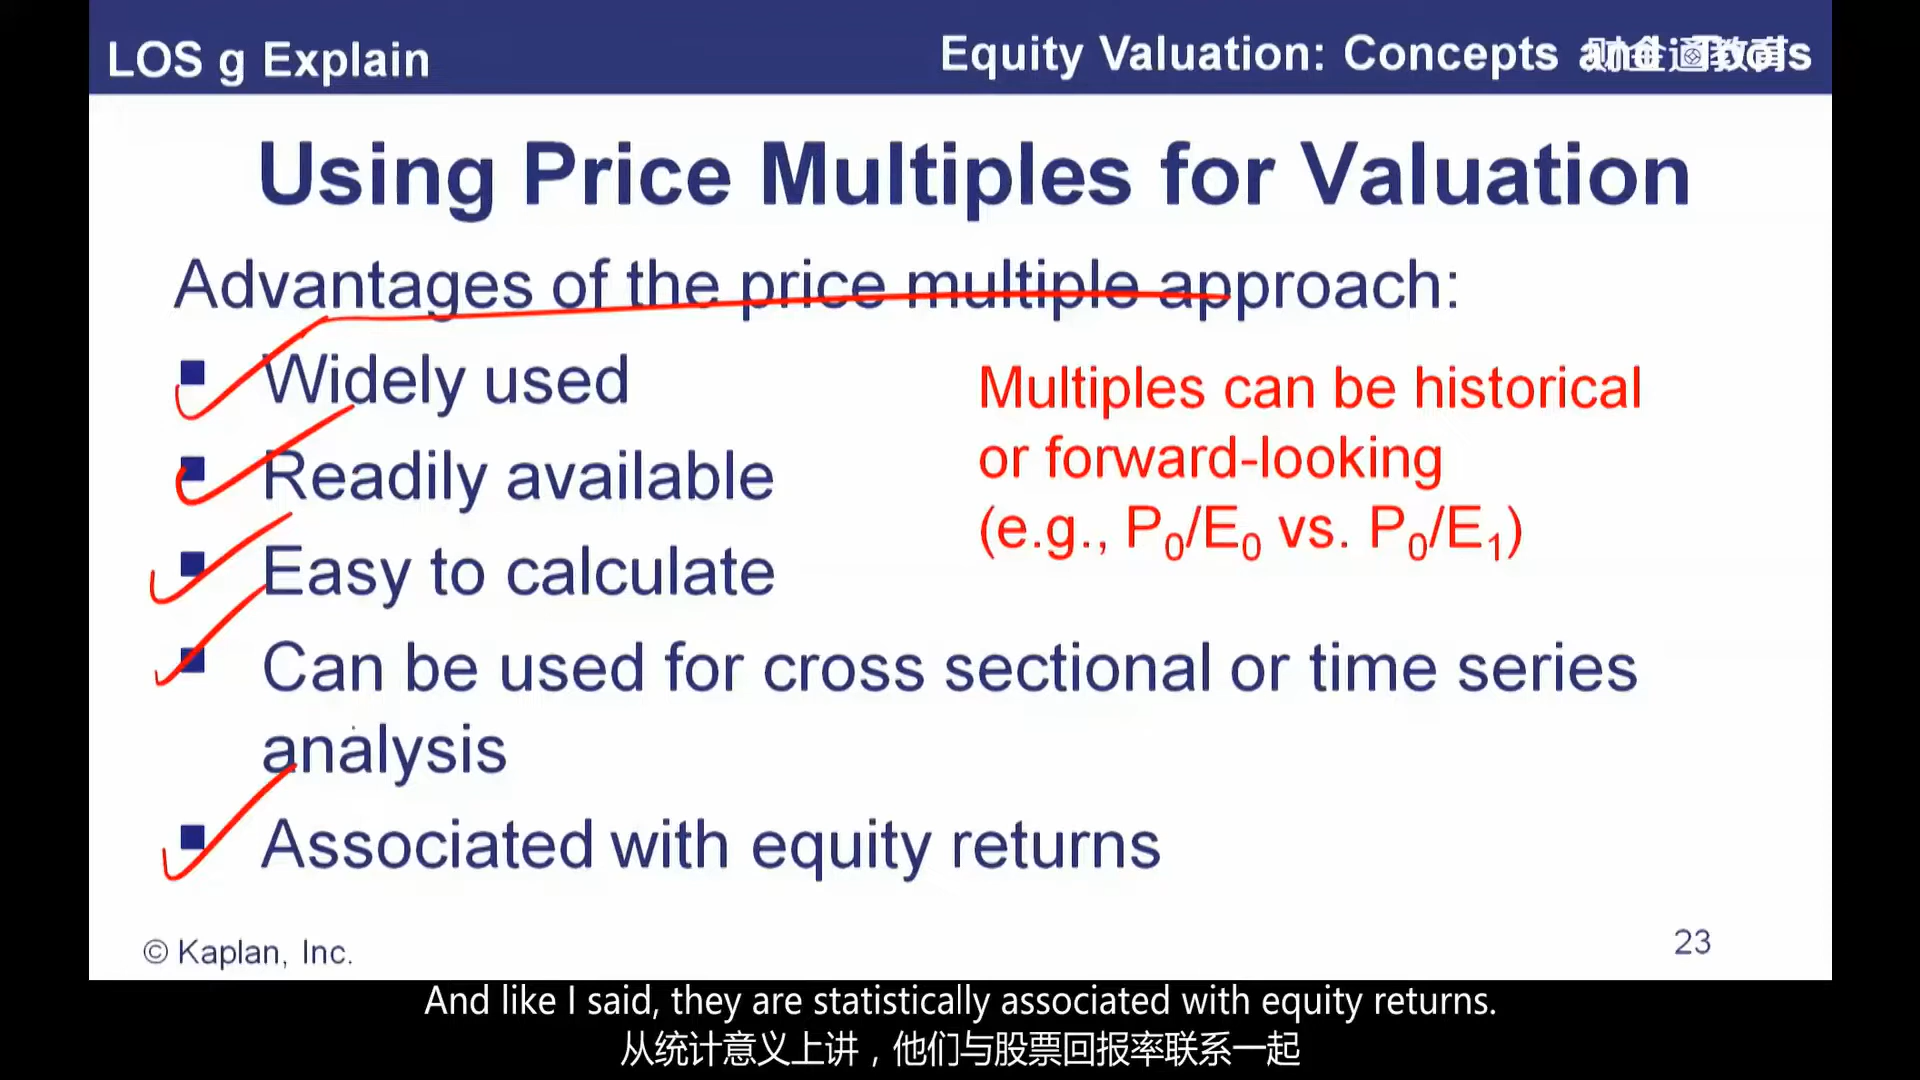 LOS g Explain
Equity Valuation: Concepts and Tools
财金通教育
Using Price Multiples for Valuation
Advantages of the price multiple approach:
Widely used
Readily available
Easy to calculate
Can be used for cross sectional or time series
analysis
Associated with equity returns
Multiples can be historical
or forward-looking
(e.g., P₀/E₀ vs. P₀/E₁)
© Kaplan, Inc.
23
And like I said, they are statistically associated with equity returns.
从统计意义上讲，他们与股票回报率联系一起